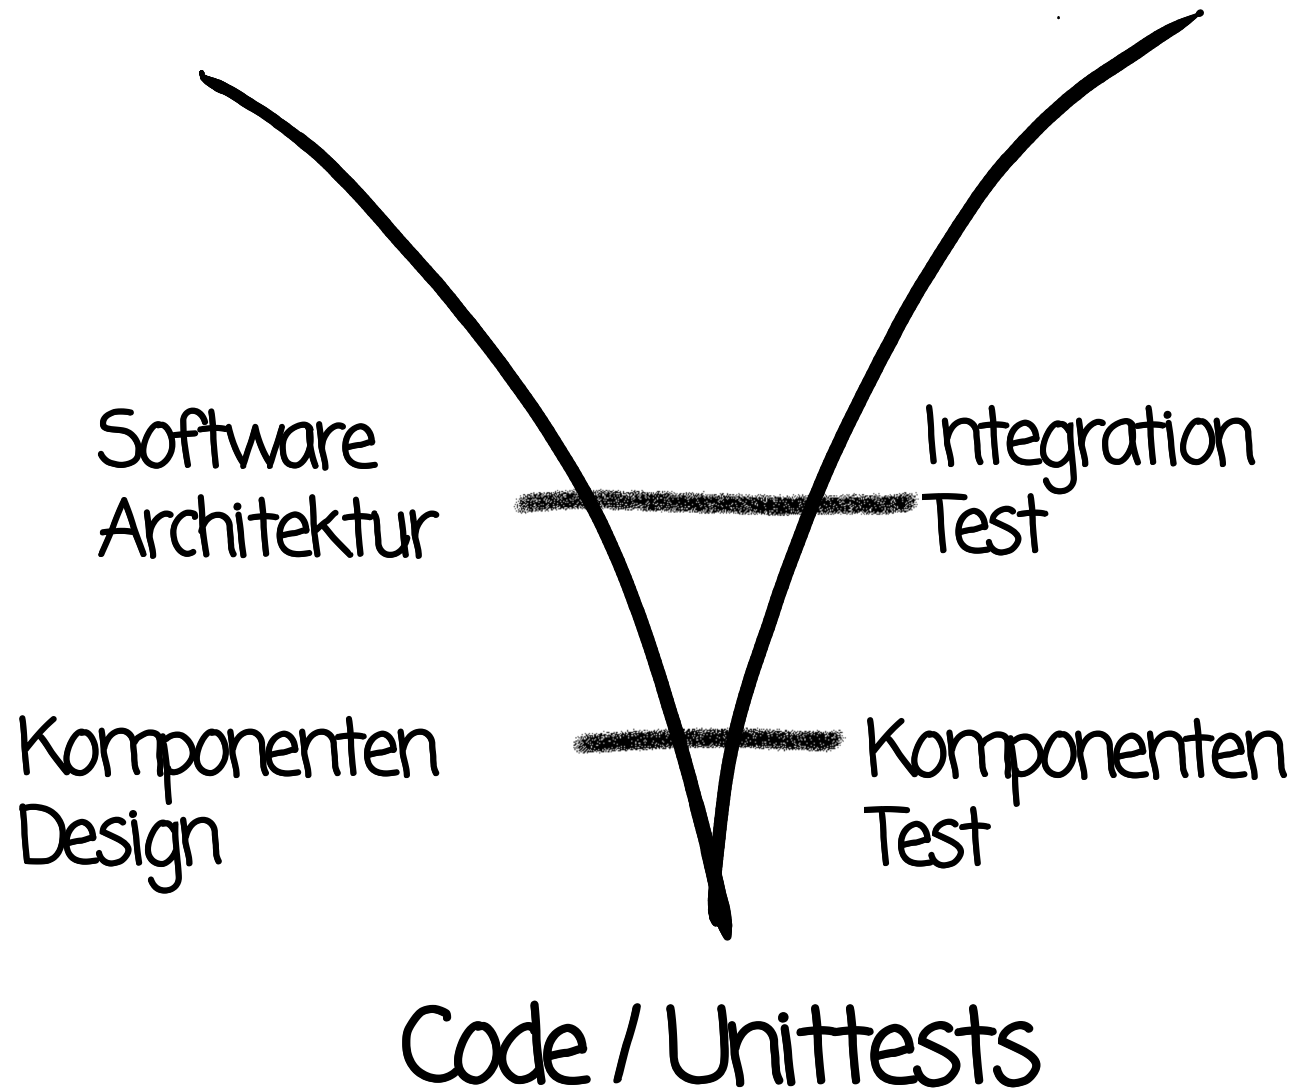 Software
Architektur
Integration
Test
Komponenten
Design
Komponenten
Test
Code / Unittests